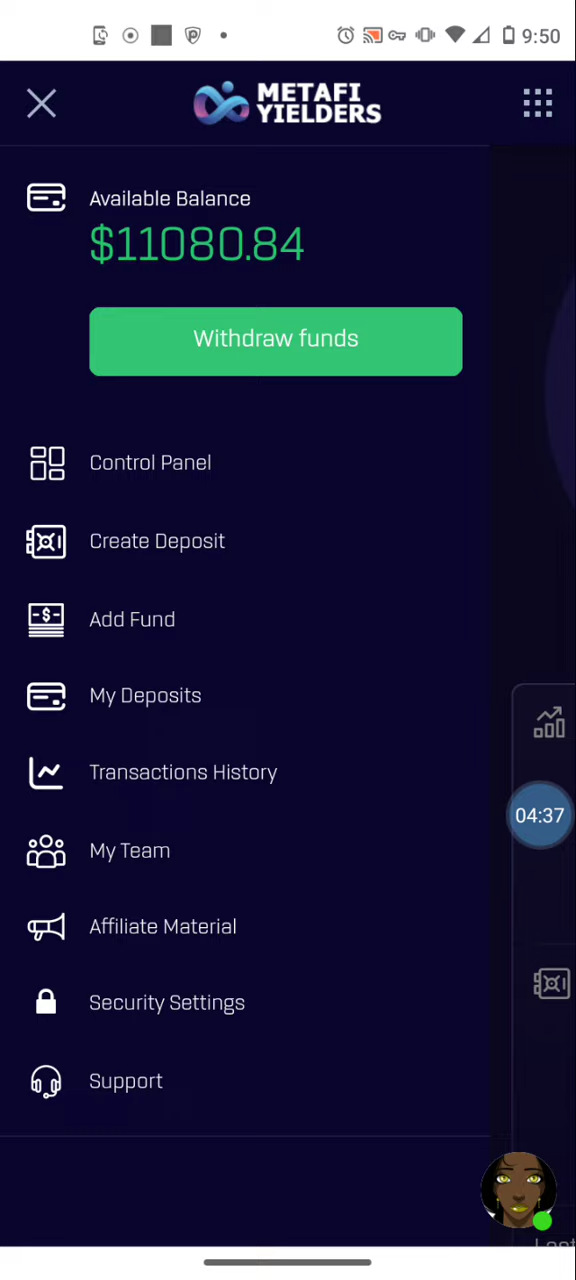 9:50
METAFI
YIELDERS
Available Balance
$11080.84
Withdraw funds
Control Panel
Create Deposit
Add Fund
My Deposits
Transactions History
04:37
My Team
Affiliate Material
Security Settings
Support